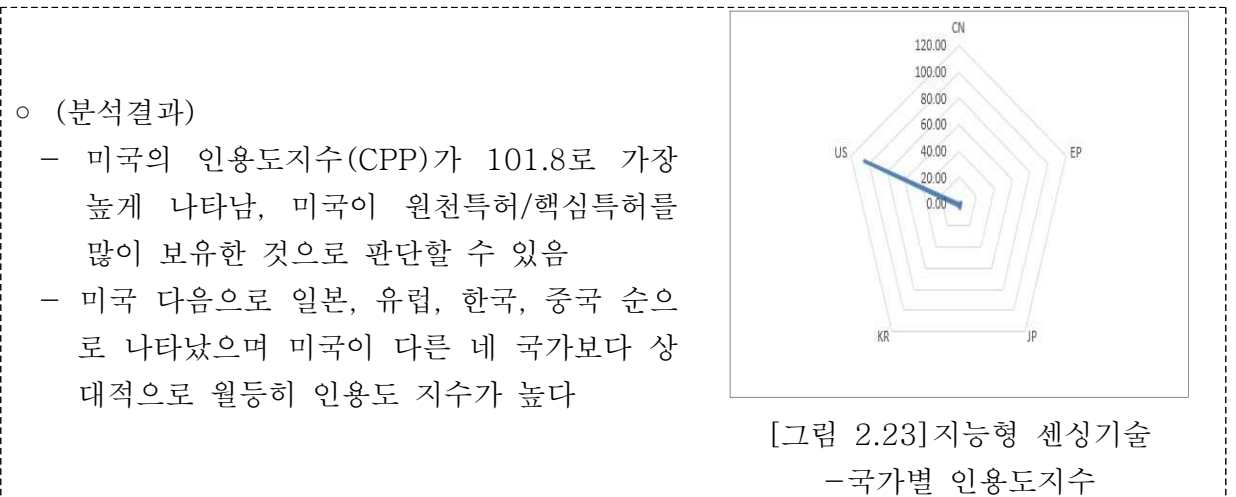 ○ (분석결과)
− 미국의 인용도지수(CPP)가 101.8로 가장
높게 나타남, 미국이 원천특허/핵심특허를
많이 보유한 것으로 판단할 수 있음
− 미국 다음으로 일본, 유럽, 한국, 중국 순으
로 나타났으며 미국이 다른 네 국가보다 상
대적으로 월등히 인용도 지수가 높다
CN
120.00
100.00
80.00
60.00
US
40.00
EP
20.00
0.00
KR
JP
[그림 2.23]지능형 센싱기술
−국가별 인용도지수